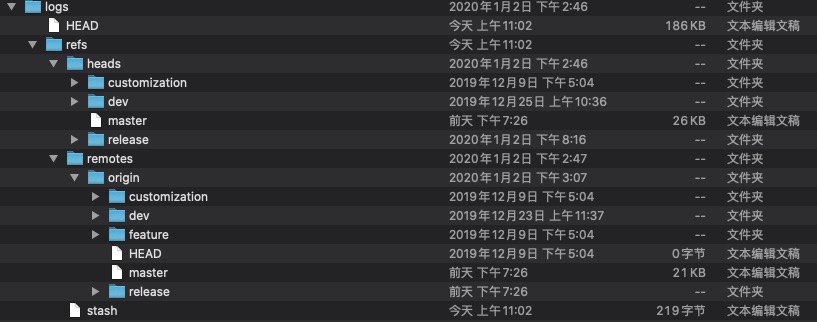 logs 2020年1月2日 下午2:46 -- 文件夹
HEAD 今天 上午11:02 186 KB 文本编辑文稿
refs 今天 上午11:02 -- 文件夹
heads 2020年1月2日 下午2:46 -- 文件夹
customization 2019年12月9日 下午5:04 -- 文件夹
dev 2019年12月25日 上午10:36 -- 文件夹
master 前天 下午7:26 26 KB 文本编辑文稿
release 2020年1月2日 下午8:16 -- 文件夹
remotes 2020年1月2日 下午2:47 -- 文件夹
origin 2020年1月2日 下午3:07 -- 文件夹
customization 2019年12月9日 下午5:04 -- 文件夹
dev 2019年12月23日 上午11:37 -- 文件夹
feature 2019年12月9日 下午5:04 -- 文件夹
HEAD 2019年12月9日 下午5:04 0字节 文本编辑文稿
master 前天 下午7:26 21 KB 文本编辑文稿
release 前天 下午7:26 -- 文件夹
stash 今天 上午11:02 219字节 文本编辑文稿